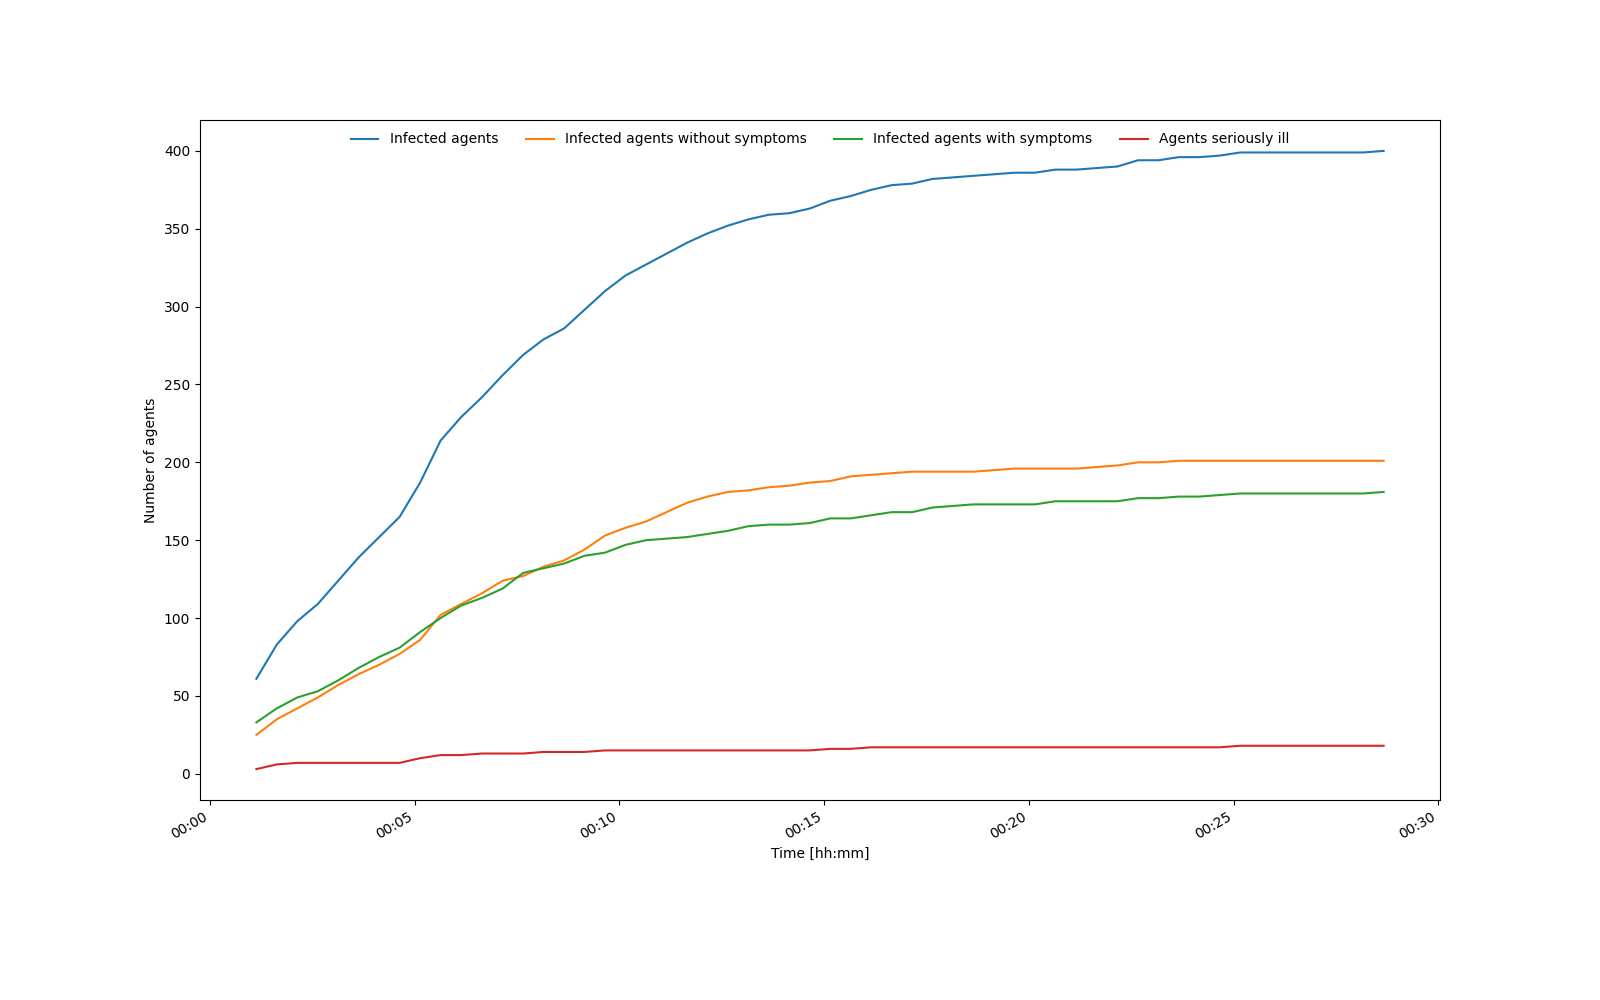 Infected agents Infected agents without symptoms Infected agents with symptoms Agents seriously ill
400
350
300
250
200
150
100
50
0
Number of agents
00:00 00:05 00:10 00:15 00:20 00:25 00:30
Time [hh:mm]